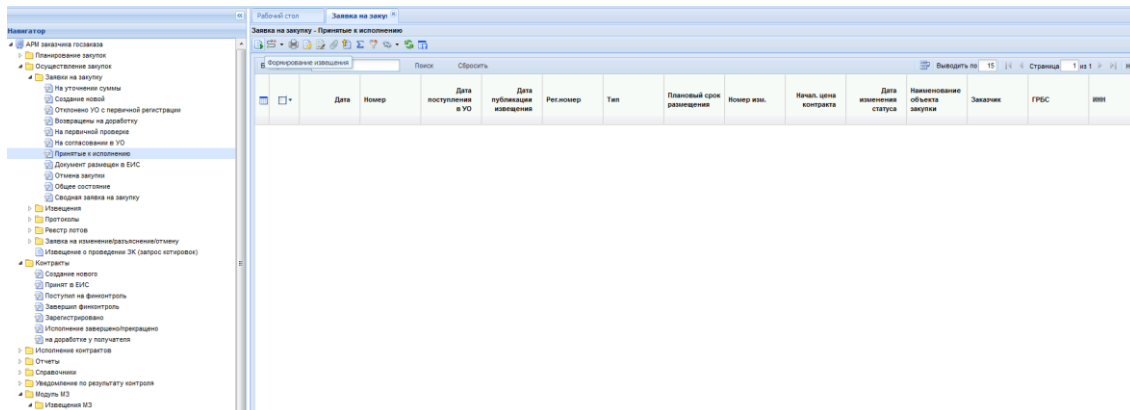 Рабочий стол
Заявка на закуп
Навигатор
Заявка на закупку - Принятые к исполнению
АРМ заказчика госзаказа
Планирование закупок
Осуществление закупок
Заявки на закупку
На уточнении суммы
Создание новой
Отклонено УО с первичной регистрации
Возвращены на доработку
На первичной проверке
На согласовании в УО
Принятые к исполнению
Документ размещен в ЕИС
Отмена закупки
Общее состояние
Сводная заявка на закупку
Извещения
Протоколы
Реестр лотов
Заявка на изменение/разъяснение/отмену
Извещение о проведении ЗК (запрос котировок)
Контракты
Создание нового
Принят в ЕИС
Поступил на финконтроль
Завершил финконтроль
Зарегистрировано
Исполнение завершено/прекращено
на доработке у получателя
Исполнение контрактов
Отчеты
Справочники
Уведомление по результату контроля
Модуль МЗ
Извещения МЗ
Формирование извещения
Поиск Сбросить Выводить по 15 Страница 1 из 1
Дата
Номер
Дата
поступления
в УО
Дата
публикации
извещения
Рег.номер
Тип
Плановый срок
размещения
Номер изм.
Начал. цена
контракта
Дата
изменения
статуса
Наименование
объекта
закупки
Заказчик
ГРБС
ИНН